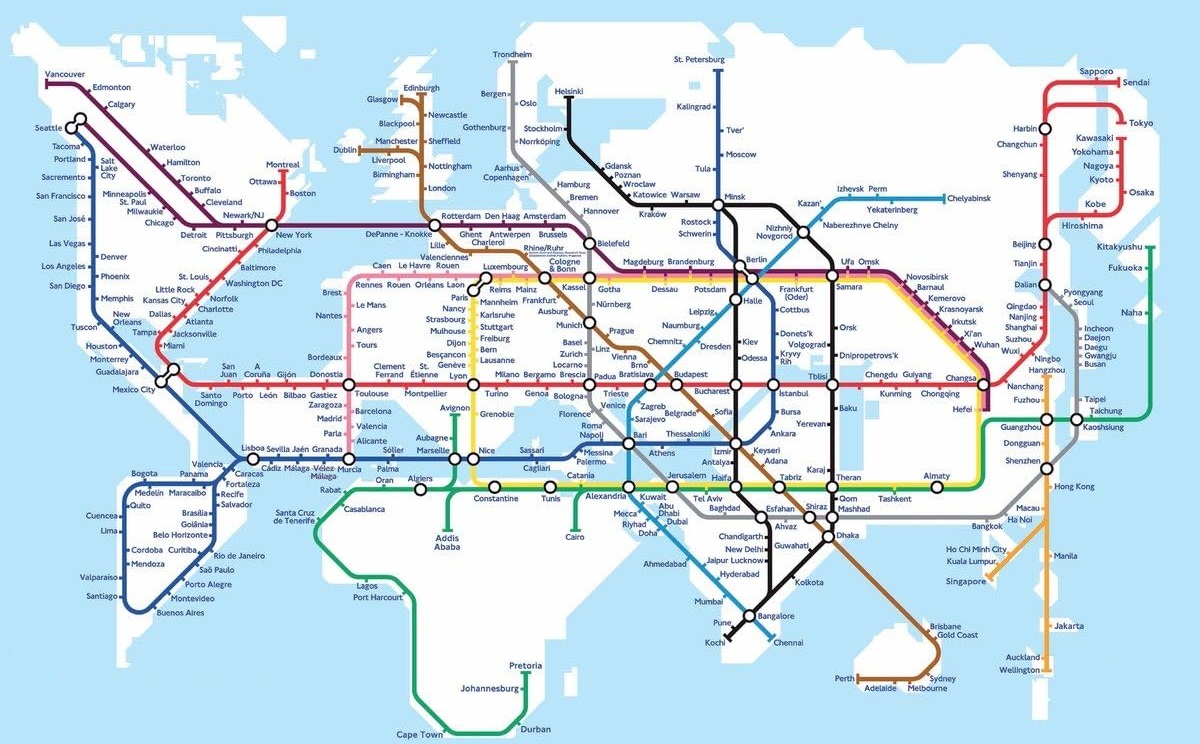 Vancouver
Edmonton
Calgary
Seattle
Tacoma
Portland
Sacramento
San Francisco
San José
Las Vegas
Los Angeles
San Diego
Salt
Lake
City
Denver
Phoenix
Memphis
New
Orleans
Tuscon
Houston
Monterrey
Guadalajara
Mexico City
Waterloo
Hamilton
Toronto
Buffalo
Cleveland
Minneapolis
St. Paul
Milwaukie
Chicago
Detroit
Pittsburgh
Newark/NJ
New York
Montreal
Ottawa
Boston
Philadelphia
Cincinatti
Baltimore
Washington DC
St. Louis
Little Rock
Kansas City
Norfolk
Charlotte
Dallas
Atlanta
Tampa
Jacksonville
Miami
Santo
Domingo
San
Juan
Porto
A
Coruña
León
Gijón
Bilbao
Donostia
Gastiez
Toulouse
Clement
Ferrand
Montpellier
St.
Étienne
Lyon
Turino
Milano
Genova
Bergamo
Brescia
Bologna
Padua
Trieste
Bratislava
Budapest
Bucharest
Istanbul
Tblisi
Chengdu
Kunming
Guiyang
Chongqing
Changsa
Hefei
Glasgow
Edinburgh
Newcastle
Blackpool
Manchester
Sheffield
Dublin
Liverpool
Birmingham
Nottingham
London
DePanne - Knokke
Rotterdam
Ghent
Den Haag
Antwerpen
Amsterdam
Brussels
Bielefeld
Lille
Valenciennes
Charleroi
Rhine/Ruhr
Cologne
& Bonn
Trondheim
Bergen
Oslo
Gothenburg
Norrköping
Aarhus
Copenhagen
Hamburg
Bremen
Hannover
Kassel
Nürnberg
Munich
Basel
Zurich
Locarno
Linz
Florence
Venice
Helsinki
Stockholm
Gdansk
Poznan
Wroclaw
Katowice
Kraków
Warsaw
Minsk
St. Petersburg
Kalingrad
Tver'
Moscow
Tula
Rostock
Schwerin
Berlin
Kazan'
Nizhniy
Novgorod
Naberezhnye Chelny
Izhevsk
Perm
Yekaterinberg
Chelyabinsk
Magdeburg
Brandenburg
Gotha
Dessau
Potsdam
Frankfurt
(Oder)
Samara
Ufa
Omsk
Novosibirsk
Barnaul
Kemerovo
Krasnoyarsk
Irkutsk
Xi'an
Wuhan
Caen
Le Havre
Rouen
Rennes
Rouen
Orléans
Laon
Luxembourg
Reims
Mainz
Frankfurt
Ausburg
Brest
Le Mans
Nantes
Angers
Tours
Bordeaux
Zaragoza
Barcelona
Madrid
Valencia
Parla
Alicante
Murcia
Paris
Mannheim
Nancy
Karlsruhe
Strasbourg
Stuttgart
Mulhouse
Freiburg
Dijon
Bern
Besçancon
Lausanne
Genève
Grenoble
Nice
Prague
Vienna
Brno
Belgrade
Sofia
Izmir
Halle
Leipzig
Naumburg
Chemnitz
Dresden
Zagreb
Sarajevo
Bari
Kiev
Odessa
Cottbus
Donets'k
Kryvy
Rih
Bursa
Ankara
Orsk
Volgograd
Dnipropetrovs'k
Baku
Yerevan
Karaj
Theran
Qom
Mashhad
Lisboa
Cádiz
Sevilla
Málaga
Jaén
Vélez-
Málaga
Granada
Sóller
Palma
Avignon
Aubagne
Marseille
Sassari
Cagliari
Roma
Napoli
Messina
Palermo
Athens
Thessaloniki
Antalya
Haifa
Keyseri
Adana
Tabriz
Tashkent
Almaty
Rabat
Oran
Algiers
Casablanca
Santa Cruz
de Tenerife
Constantine
Tunis
Catania
Alexandria
Kuwait
Jerusalem
Tel Aviv
Baghdad
Addis
Ababa
Cairo
Mecca
Riyhad
Doha
Abu
Dhabi
Dubai
Ahmedabad
Mumbai
Esfahan
Ahvaz
Shiraz
Dhaka
Chandigarth
New Delhi
Jaipur
Lucknow
Hyderabad
Guwahati
Kolkota
Bangalore
Pune
Kochi
Chennai
Lagos
Port Harcourt
Pretoria
Johannesburg
Cape Town
Durban
Valencia
Caracas
Bogota
Panama
Medelín
Maracaibo
Quito
Cuencea
Lima
Cordoba
Mendoza
Valparaiso
Santiago
Fortaleza
Recife
Salvador
Brasília
Goiânia
Belo Horizonte
Curitiba
Rio de Janeiro
Saõ Paulo
Porto Alegre
Montevideo
Buenos Aires
Sapporo
Sendai
Tokyo
Harbin
Changchun
Shenyang
Kawasaki
Yokohama
Nagoya
Kyoto
Osaka
Kobe
Hiroshima
Beijing
Tianjin
Dalian
Qingdao
Nanjing
Shanghai
Suzhou
Wuxi
Pyongyang
Seoul
Incheon
Daejon
Daegu
Gwangju
Busan
Kitakyushu
Fukuoka
Naha
Ningbo
Hangzhou
Nanchang
Fuzhou
Guangzhou
Taipei
Taichung
Kaoshsiung
Dongguan
Shenzhen
Hong Kong
Macau
Ha Noi
Bangkok
Ho Chi Minh City
Kuala Lumpur
Singapore
Manila
Jakarta
Auckland
Wellington
Brisbane
Gold Coast
Sydney
Melbourne
Adelaide
Perth